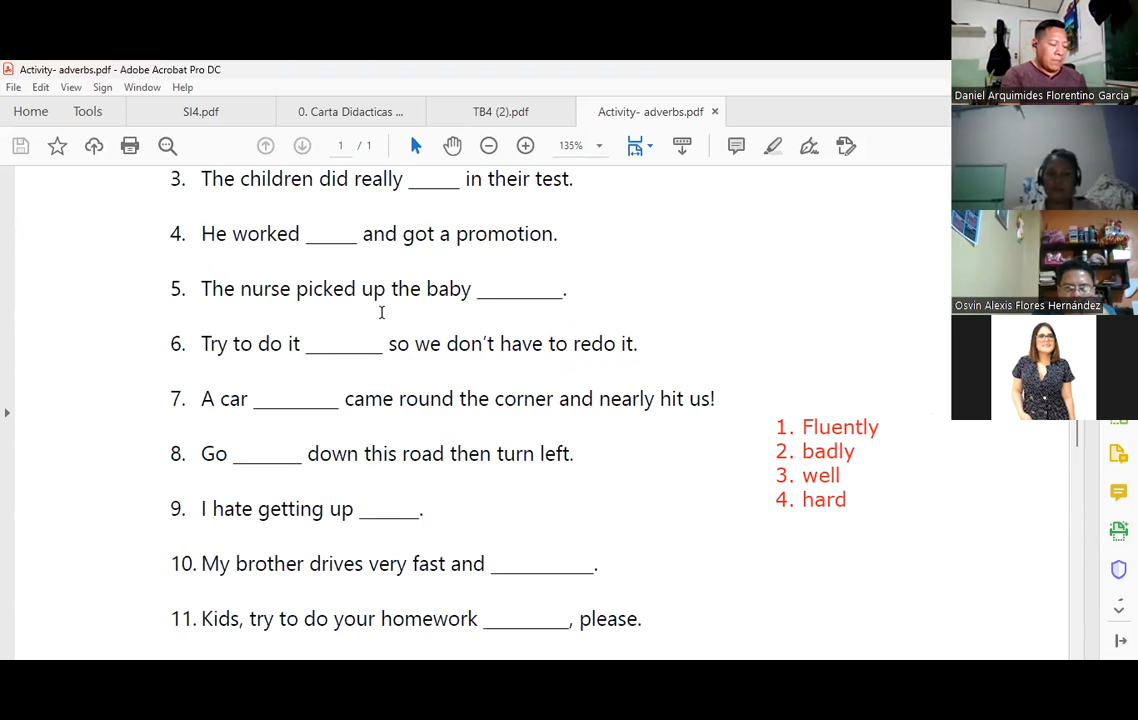 Activity- adverbs.pdf - Adobe Acrobat Pro DC
File Edit View Sign Window Help
Home Tools SI4.pdf 0. Carta Didacticas ... TB4 (2).pdf Activity- adverbs.pdf ×
1 / 1 135%
3. The children did really _____ in their test.
4. He worked _____ and got a promotion.
5. The nurse picked up the baby _________.
6. Try to do it ________ so we don't have to redo it.
7. A car _________ came round the corner and nearly hit us!
8. Go _______ down this road then turn left.
9. I hate getting up ______.
10. My brother drives very fast and ___________.
11. Kids, try to do your homework _________, please.
1. Fluently
2. badly
3. well
4. hard
Daniel Arquimides Florentino Garcia
Osvin Alexis Flores Hernández